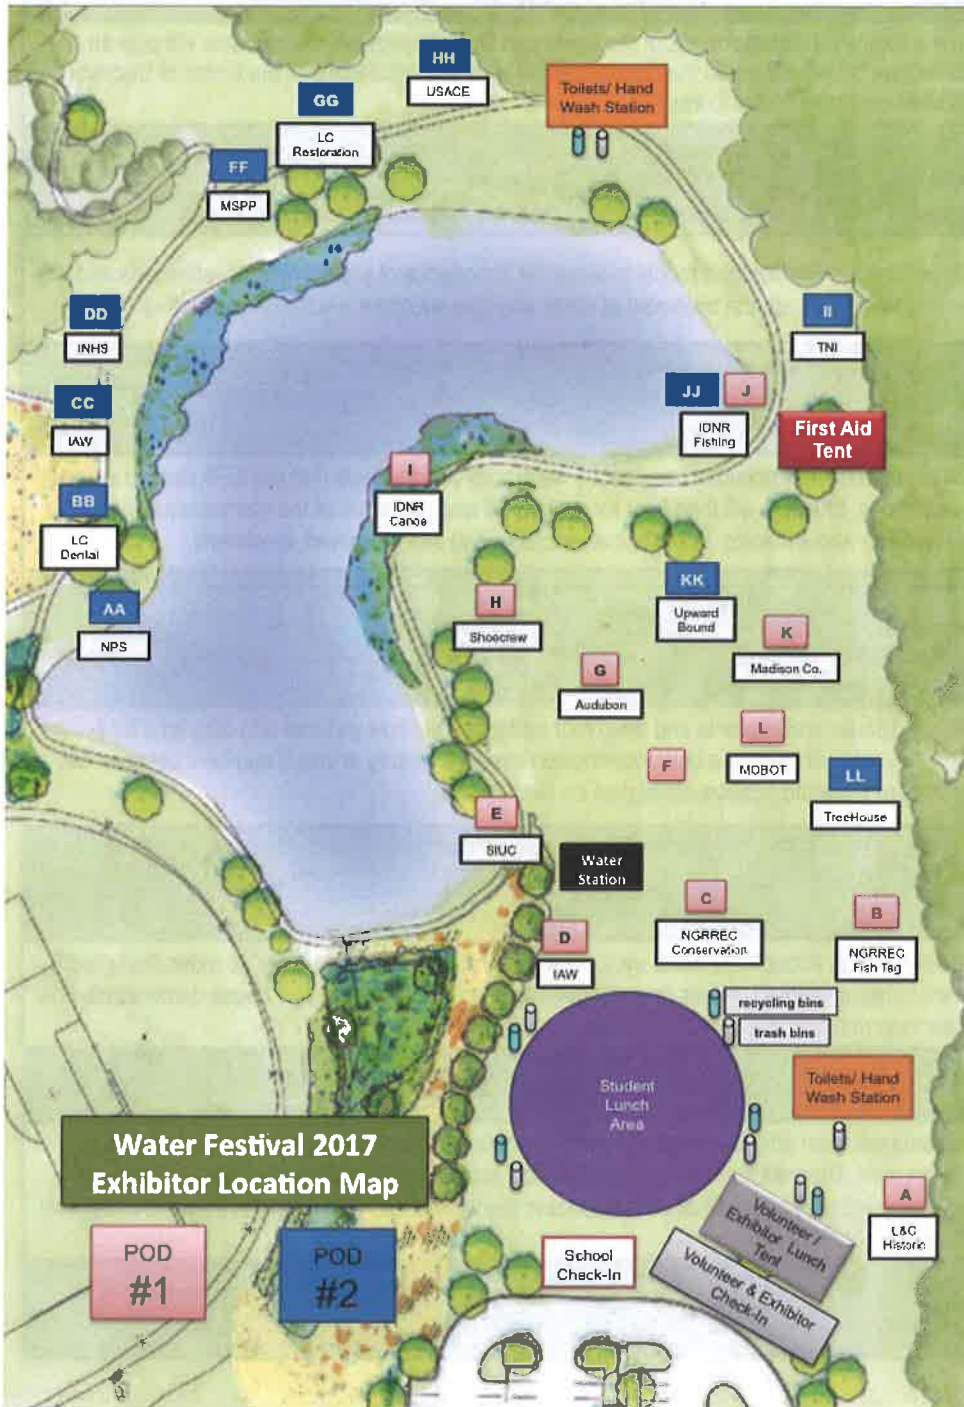 HH
USACE
Toilets/ Hand
Wash Station
GG
LC
Restoration
FF
MSPP
DD
INHS
II
TNI
CC
IAW
JJ
J
IDNR
Fishing
First Aid
Tent
I
IDNR
Canoe
BB
LC
Dental
AA
NPS
H
Shoecrew
KK
Upward
Bound
K
Madison Co.
G
Audubon
L
MOBOT
F
LL
TreeHouse
E
SIUC
Water
Station
C
NGRREC
Conservation
B
NGRREC
Fish Tag
D
IAW
recycling bins
trash bins
Student
Lunch
Area
Toilets/ Hand
Wash Station
Water Festival 2017
Exhibitor Location Map
A
L&C
Historic
Volunteer /
Exhibitor Lunch
Tent
Volunteer & Exhibitor
Check-In
School
Check-In
POD
#1
POD
#2